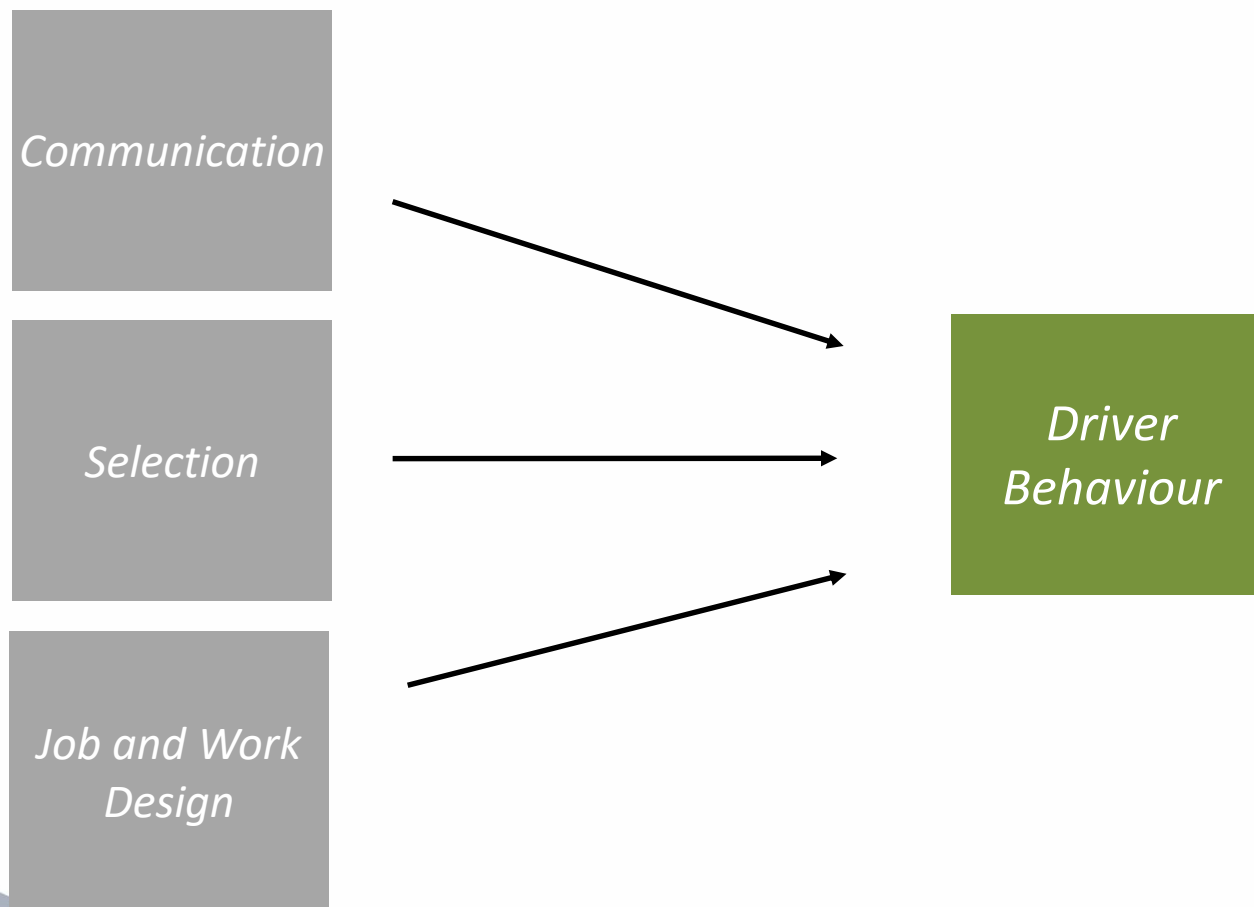 Communication
Selection
Driver
Behaviour
Job and Work
Design